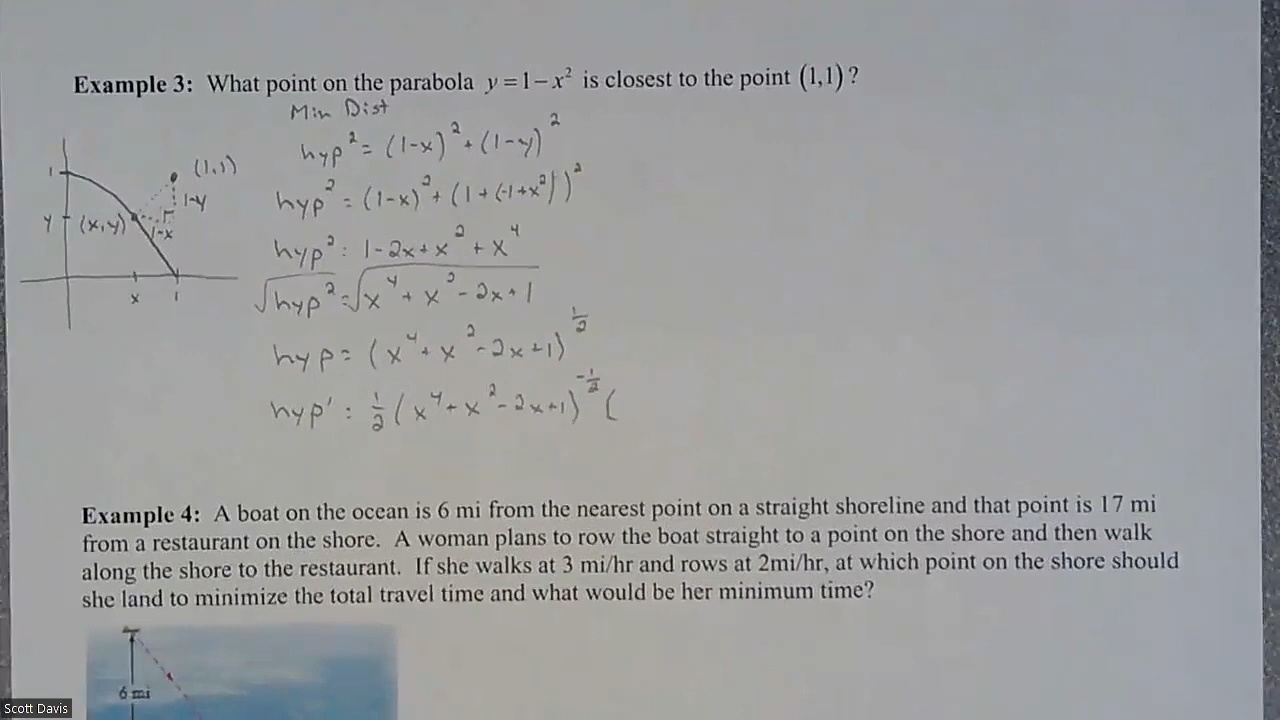 Example 3: What point on the parabola y = 1 − x² is closest to the point (1,1)?
Min Dist
hyp² = (1-x)² + (1-y)²
hyp² = (1-x)² + (1+(-1+x²))²
hyp² = 1-2x+x² + x⁴
√hyp² = √x⁴ + x² - 2x + 1
hyp = (x⁴ + x² - 2x + 1)^½
hyp' = ½(x⁴ + x² - 2x + 1)^-½ (
1
(1,1)
1-y
y
(x,y)
1-x
x
1
Example 4: A boat on the ocean is 6 mi from the nearest point on a straight shoreline and that point is 17 mi
from a restaurant on the shore. A woman plans to row the boat straight to a point on the shore and then walk
along the shore to the restaurant. If she walks at 3 mi/hr and rows at 2mi/hr, at which point on the shore should
she land to minimize the total travel time and what would be her minimum time?
6 mi
Scott Davis